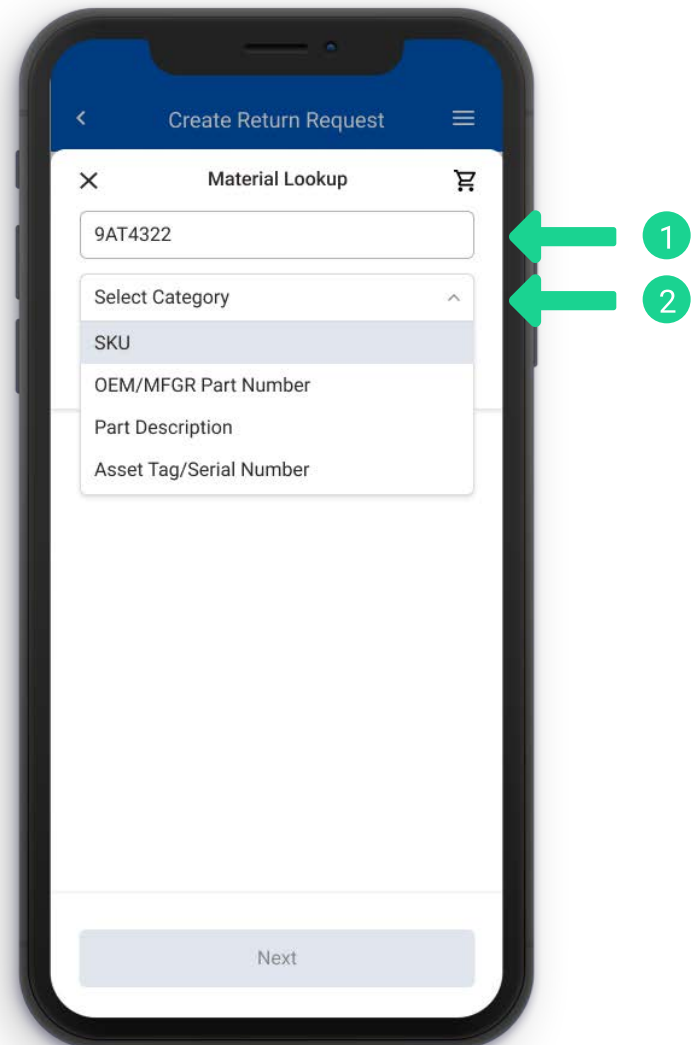 Create Return Request
Material Lookup
9AT4322
1
Select Category
2
SKU
OEM/MFGR Part Number
Part Description
Asset Tag/Serial Number
Next